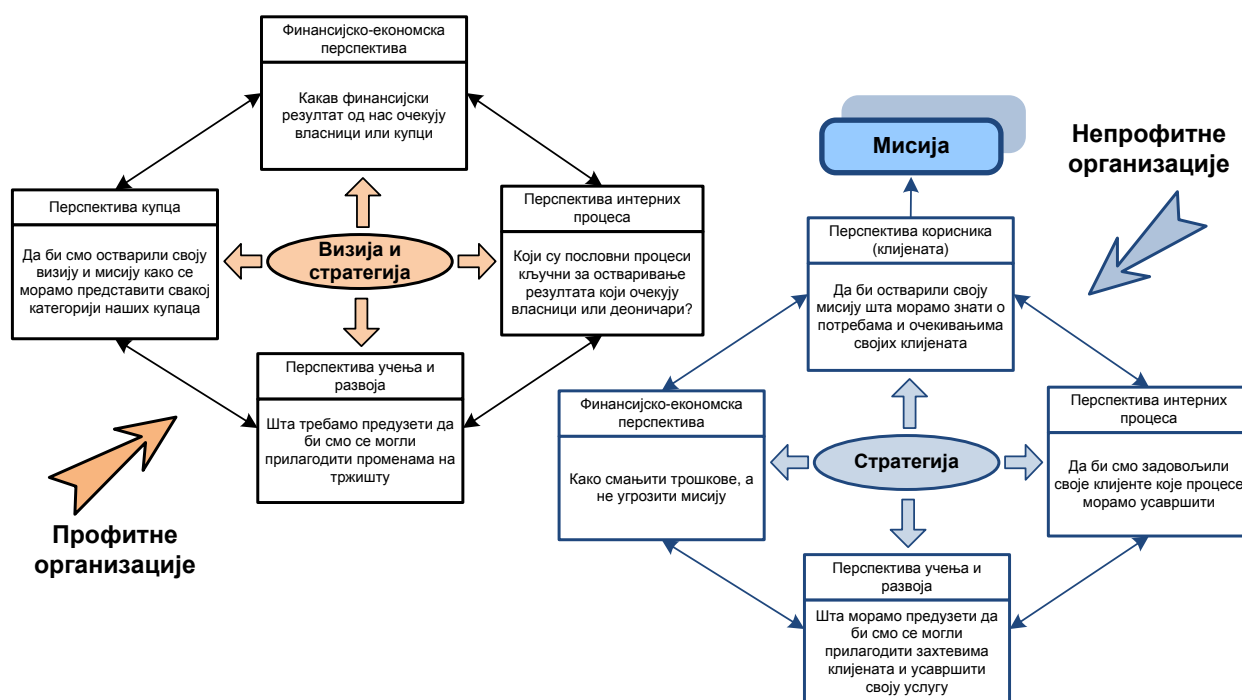 Финансијско-економска
перспектива
Какав финансијски
резултат од нас очекују
власници или купци
Перспектива купца
Да би смо остварили своју
визију и мисију како се
морамо представити свакој
категорији наших купаца
Визија и
стратегија
Перспектива интерних
процеса
Који су пословни процеси
кључни за остваривање
резултата који очекују
власници или деоничари?
Перспектива учења и
развоја
Шта требамо предузети да
би смо се могли
прилагодити променама на
тржишту
Профитне
организације
Мисија
Непрофитне
организације
Перспектива корисника
(клијената)
Да би остварили своју
мисију шта морамо знати о
потребама и очекивањима
својих клијената
Финансијско-економска
перспектива
Како смањити трошкове, а
не угрозити мисију
Стратегија
Перспектива интерних
процеса
Да би смо задовољили
своје клијенте које процесе
морамо усавршити
Перспектива учења и
развоја
Шта морамо предузети да
би смо се могли
прилагодити захтевима
клијената и усавршити
своју услугу